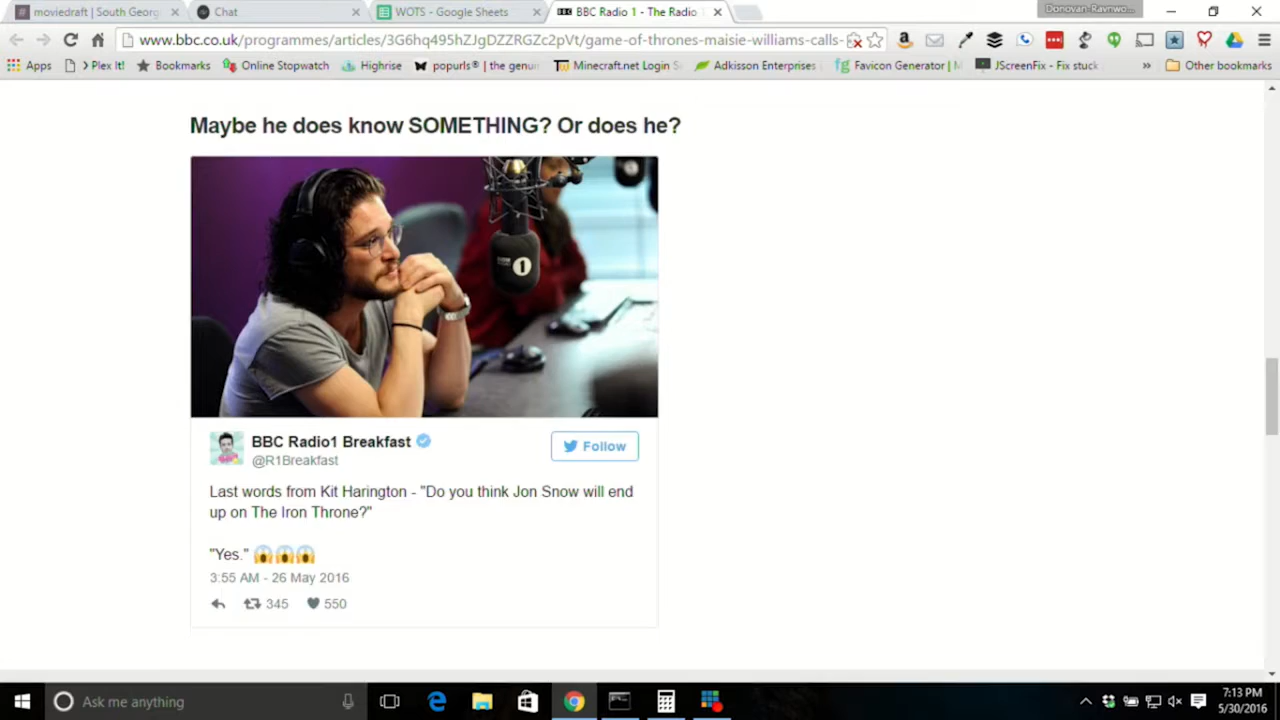 moviedraft | South Georg
Chat
WOTS - Google Sheets
BBC Radio 1 - The Radio
Donovan-Ravnwo...
www.bbc.co.uk/programmes/articles/3G6hq495hZJgDZZRGZc2pVt/game-of-thrones-maisie-williams-calls-
Apps
> Plex It!
Bookmarks
Online Stopwatch
Highrise
popurls® | the genui
Minecraft.net Login S
Adkisson Enterprises
Favicon Generator | M
JScreenFix - Fix stuck
»
Other bookmarks
Maybe he does know SOMETHING? Or does he?
1
BBC Radio1 Breakfast
@R1Breakfast
Follow
Last words from Kit Harington - "Do you think Jon Snow will end
up on The Iron Throne?"
"Yes." 😱😱😱
3:55 AM - 26 May 2016
345 550
Ask me anything
7:13 PM
5/30/2016